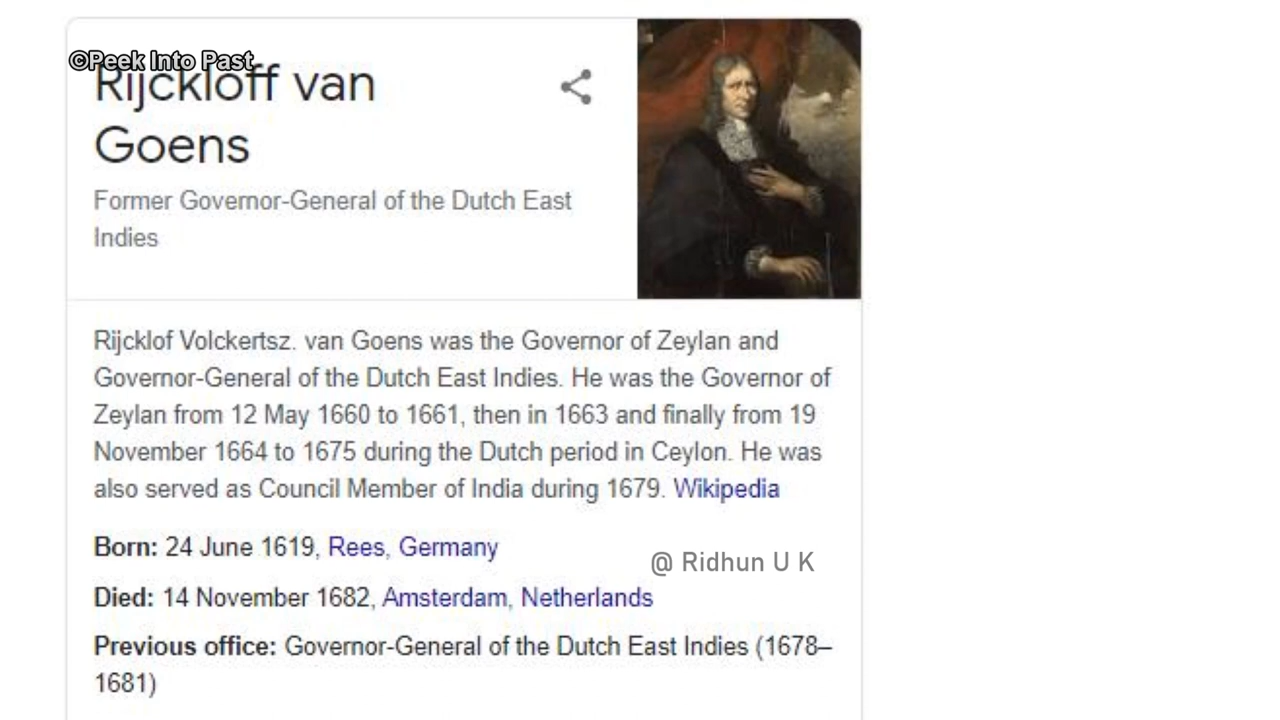 ©Peek Into Past
Rijckloff van
Goens
Former Governor-General of the Dutch East
Indies
Rijcklof Volckertsz. van Goens was the Governor of Zeylan and
Governor-General of the Dutch East Indies. He was the Governor of
Zeylan from 12 May 1660 to 1661, then in 1663 and finally from 19
November 1664 to 1675 during the Dutch period in Ceylon. He was
also served as Council Member of India during 1679. Wikipedia
Born: 24 June 1619, Rees, Germany
@ Ridhun U K
Died: 14 November 1682, Amsterdam, Netherlands
Previous office: Governor-General of the Dutch East Indies (1678–
1681)